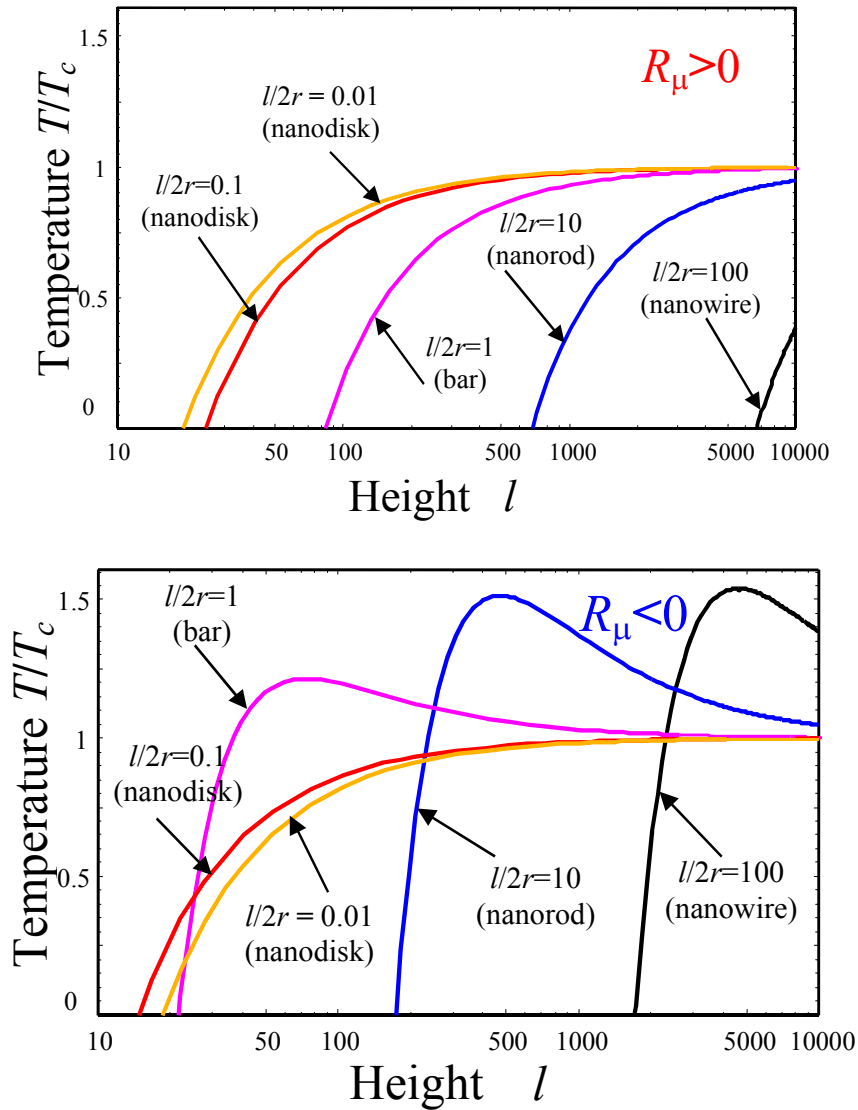 1.5
R_μ>0
l/2r = 0.01
(nanodisk)
1
l/2r=0.1
(nanodisk)
l/2r=10
(nanorod)
l/2r=100
(nanowire)
0.5
l/2r=1
(bar)
0
10 50 100 500 1000 5000 10000
Temperature T/T_c
Height l
1.5
l/2r=1
(bar)
R_μ<0
1
l/2r=0.1
(nanodisk)
0.5
l/2r=10
(nanorod)
l/2r=100
(nanowire)
l/2r = 0.01
(nanodisk)
0
10 50 100 500 1000 5000 10000
Temperature T/T_c
Height l